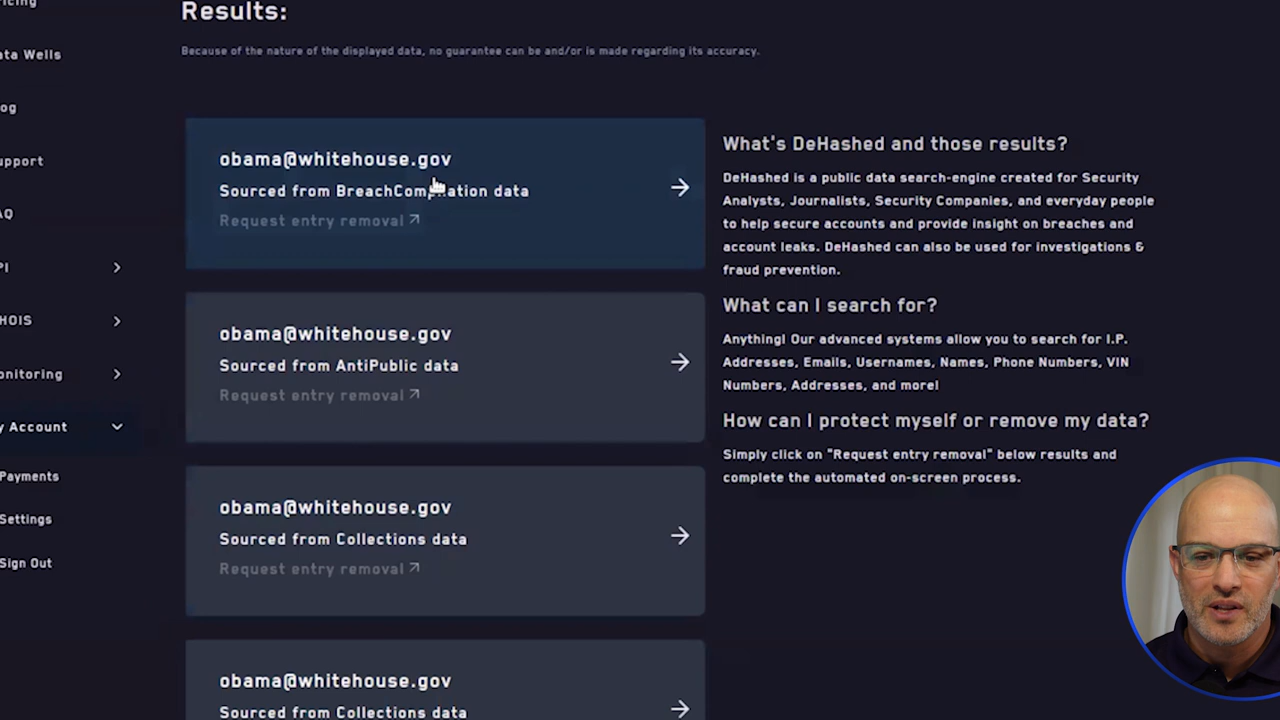 Results:
Because of the nature of the displayed data, no guarantee can be and/or is made regarding its accuracy.
ricing
ata Wells
og
upport
AQ
PI
HOIS
onitoring
y Account
Payments
Settings
Sign Out
obama@whitehouse.gov
Sourced from BreachCompilation data
Request entry removal
obama@whitehouse.gov
Sourced from AntiPublic data
Request entry removal
obama@whitehouse.gov
Sourced from Collections data
Request entry removal
obama@whitehouse.gov
Sourced from Collections data
What's DeHashed and those results?
DeHashed is a public data search-engine created for Security
Analysts, Journalists, Security Companies, and everyday people
to help secure accounts and provide insight on breaches and
account leaks. DeHashed can also be used for investigations &
fraud prevention.
What can I search for?
Anything! Our advanced systems allow you to search for I.P.
Addresses, Emails, Usernames, Names, Phone Numbers, VIN
Numbers, Addresses, and more!
How can I protect myself or remove my data?
Simply click on "Request entry removal" below results and
complete the automated on-screen process.